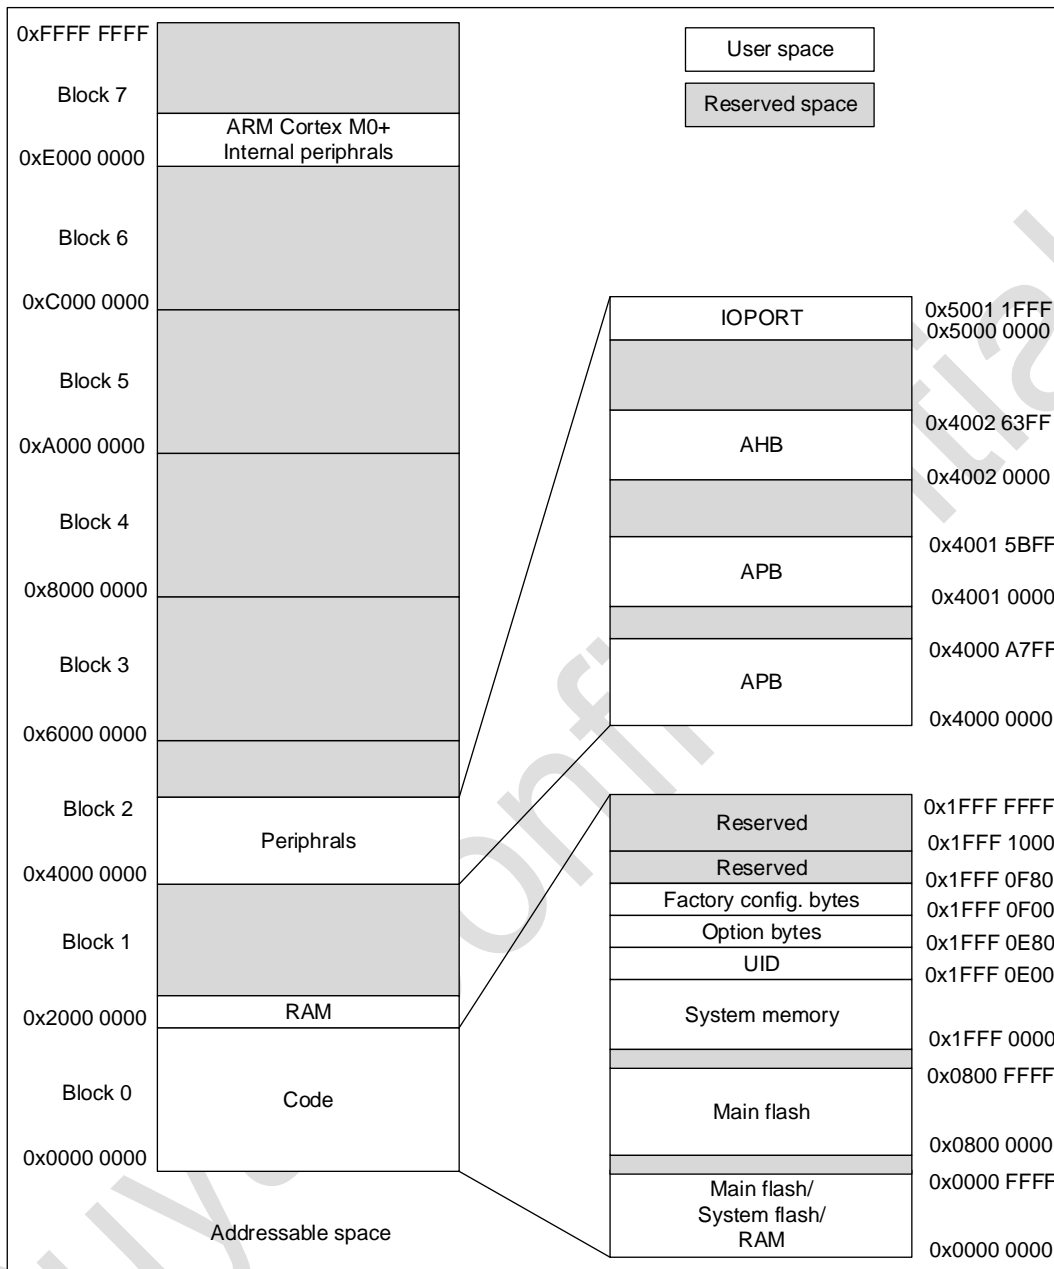 0xFFFF FFFF
Block 7
ARM Cortex M0+
Internal periphrals
0xE000 0000
Block 6
0xC000 0000
Block 5
0xA000 0000
Block 4
0x8000 0000
Block 3
0x6000 0000
Block 2
Periphrals
0x4000 0000
Block 1
RAM
0x2000 0000
Block 0
Code
0x0000 0000
Addressable space
User space
Reserved space
IOPORT
0x5001 1FFF
0x5000 0000
0x4002 63FF
AHB
0x4002 0000
0x4001 5BFF
APB
0x4001 0000
0x4000 A7FF
APB
0x4000 0000
0x1FFF FFFF
Reserved
0x1FFF 1000
Reserved
0x1FFF 0F80
Factory config. bytes
0x1FFF 0F00
Option bytes
0x1FFF 0E80
UID
0x1FFF 0E00
System memory
0x1FFF 0000
0x0800 FFFF
Main flash
0x0800 0000
0x0000 FFFF
Main flash/
System flash/
RAM
0x0000 0000